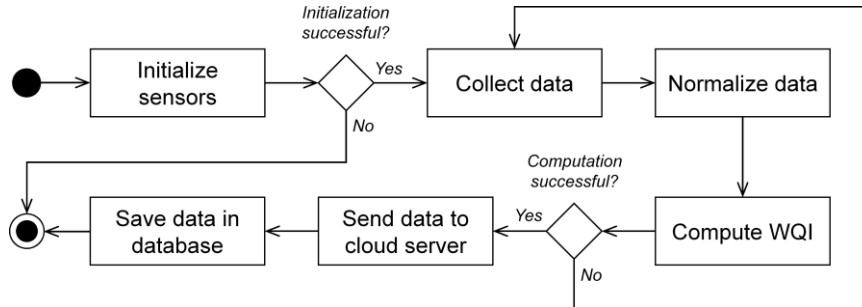 Initialization
successful?
Initialize
sensors
Yes
Collect data
Normalize data
No
Computation
successful?
Save data in
database
Send data to
cloud server
Yes
Compute WQI
No